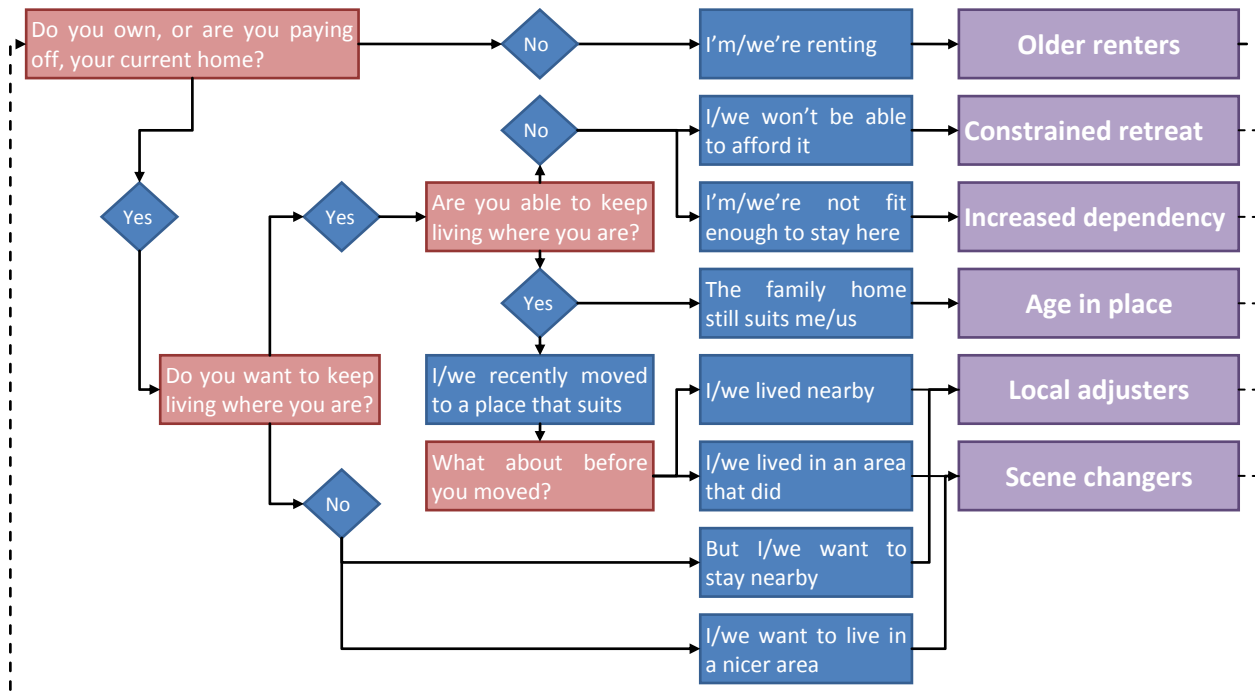 Do you own, or are you paying
off, your current home?
No
I'm/we're renting
Older renters
No
I/we won't be able
to afford it
Constrained retreat
Yes
Yes
Are you able to keep
living where you are?
I'm/we're not fit
enough to stay here
Increased dependency
Yes
The family home
still suits me/us
Age in place
Do you want to keep
living where you are?
I/we recently moved
to a place that suits
I/we lived nearby
Local adjusters
What about before
you moved?
I/we lived in an area
that did
Scene changers
No
But I/we want to
stay nearby
I/we want to live in
a nicer area